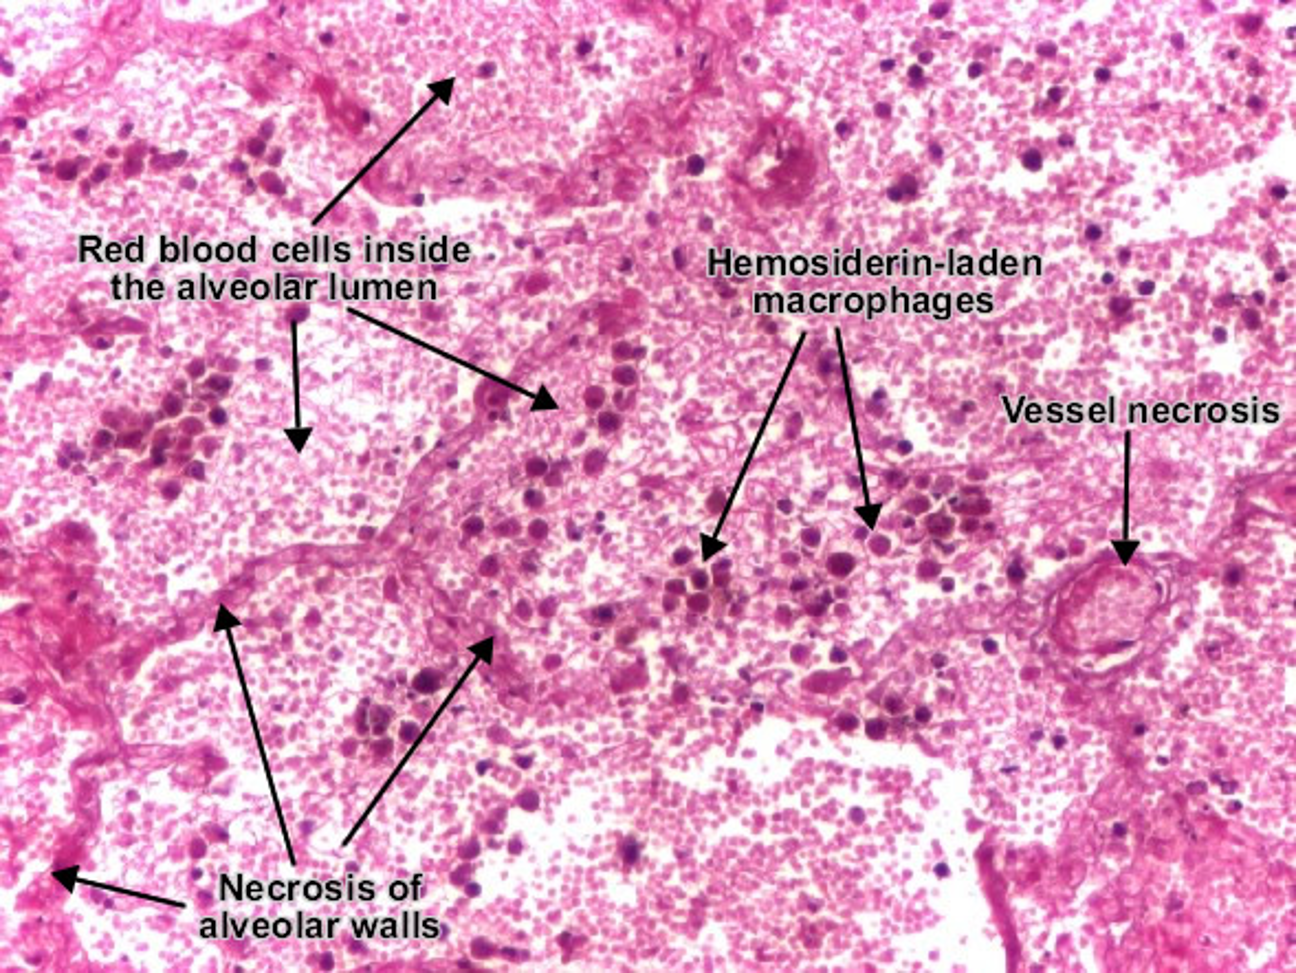 Red blood cells inside
the alveolar lumen
Hemosiderin-laden
macrophages
Vessel necrosis
Necrosis of
alveolar walls